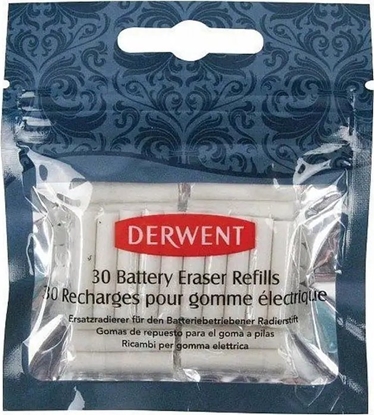 DERWENT
30 Battery Eraser Refills
30 Recharges pour gomme électrique
Ersatzradierer für den Batteriebetriebener Radierstift
Gomas de repuesto para el gomà a pilas
Ricambi per gomma elettrica